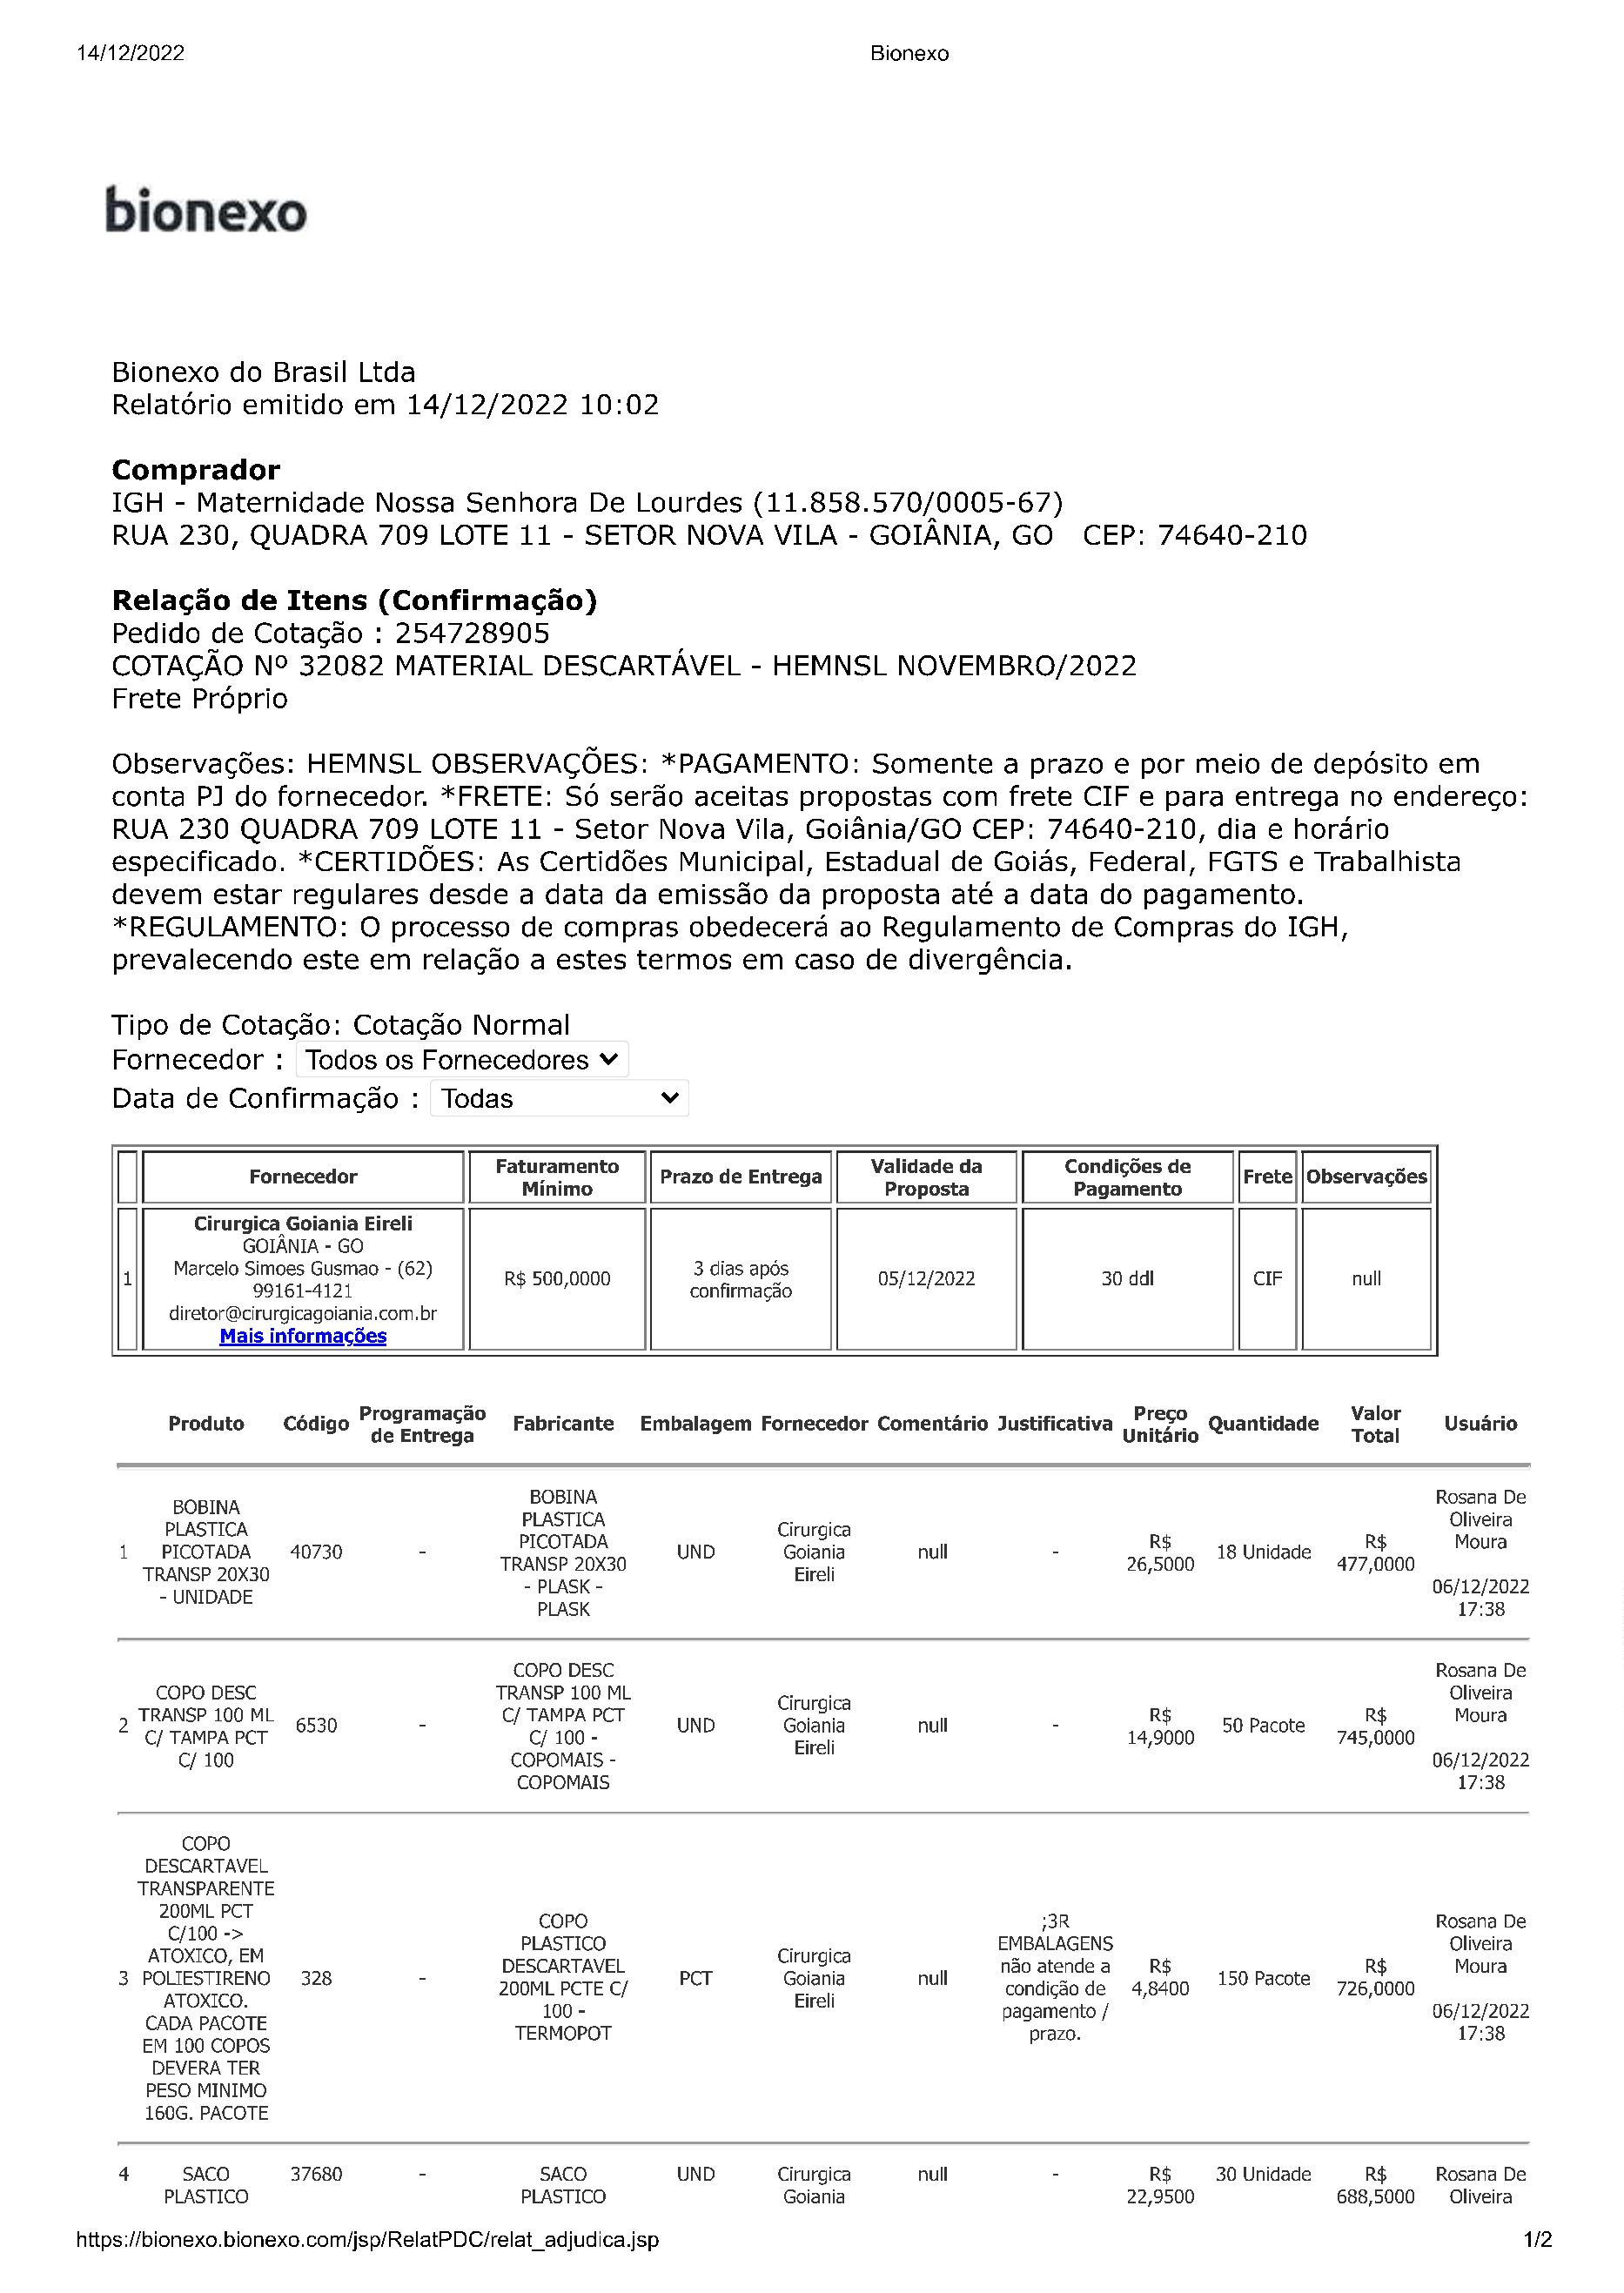 14/12/2022 Bionexo
bionexo
Bionexo do Brasil Ltda
Relatório emitido em 14/12/2022 10:02
Comprador
IGH - Maternidade Nossa Senhora De Lourdes (11.858.570/0005-67)
RUA 230, QUADRA 709 LOTE 11 - SETOR NOVA VILA - GOIÂNIA, GO CEP: 74640-210
Relação de Itens (Confirmação)
Pedido de Cotação : 254728905
COTAÇÃO Nº 32082 MATERIAL DESCARTÁVEL - HEMNSL NOVEMBRO/2022
Frete Próprio
Observações: HEMNSL OBSERVAÇÕES: *PAGAMENTO: Somente a prazo e por meio de depósito em
conta PJ do fornecedor. *FRETE: Só serão aceitas propostas com frete CIF e para entrega no endereço:
RUA 230 QUADRA 709 LOTE 11 - Setor Nova Vila, Goiânia/GO CEP: 74640-210, dia e horário
especificado. *CERTIDÕES: As Certidões Municipal, Estadual de Goiás, Federal, FGTS e Trabalhista
devem estar regulares desde a data da emissão da proposta até a data do pagamento.
*REGULAMENTO: O processo de compras obedecerá ao Regulamento de Compras do IGH,
prevalecendo este em relação a estes termos em caso de divergência.
Tipo de Cotação: Cotação Normal
Fornecedor : Todos os Fornecedores
Data de Confirmação : Todas
Fornecedor
Faturamento
Mínimo
Prazo de Entrega
Validade da
Proposta
Condições de
Pagamento
Frete
Observações
1
Cirurgica Goiania Eireli
GOIÂNIA - GO
Marcelo Simoes Gusmao - (62)
99161-4121
diretor@cirurgicagoiania.com.br
Mais informações
R$ 500,0000
3 dias após
confirmação
05/12/2022
30 ddl
CIF
null
Produto
Código
Programação
de Entrega
Fabricante
Embalagem
Fornecedor
Comentário
Justificativa
Preço
Unitário
Quantidade
Valor
Total
Usuário
1
BOBINA
PLASTICA
PICOTADA
TRANSP 20X30
- UNIDADE
40730
-
BOBINA
PLASTICA
PICOTADA
TRANSP 20X30
- PLASK -
PLASK
UND
Cirurgica
Goiania
Eireli
null
-
R$
26,5000
18 Unidade
R$
477,0000
Rosana De
Oliveira
Moura
06/12/2022
17:38
2
COPO DESC
TRANSP 100 ML
C/ TAMPA PCT
C/ 100
6530
-
COPO DESC
TRANSP 100 ML
C/ TAMPA PCT
C/ 100 -
COPOMAIS -
COPOMAIS
UND
Cirurgica
Goiania
Eireli
null
-
R$
14,9000
50 Pacote
R$
745,0000
Rosana De
Oliveira
Moura
06/12/2022
17:38
3
COPO
DESCARTAVEL
TRANSPARENTE
200ML PCT
C/100 ->
ATOXICO, EM
POLIESTIRENO
ATOXICO.
CADA PACOTE
EM 100 COPOS
DEVERA TER
PESO MINIMO
160G. PACOTE
328
-
COPO
PLASTICO
DESCARTAVEL
200ML PCTE C/
100 -
TERMOPOT
PCT
Cirurgica
Goiania
Eireli
null
;3R
EMBALAGENS
não atende a
condição de
pagamento /
prazo.
R$
4,8400
150 Pacote
R$
726,0000
Rosana De
Oliveira
Moura
06/12/2022
17:38
4
SACO
PLASTICO
37680
-
SACO
PLASTICO
UND
Cirurgica
Goiania
null
-
R$
22,9500
30 Unidade
R$
688,5000
Rosana De
Oliveira
https://bionexo.bionexo.com/jsp/RelatPDC/relat_adjudica.jsp 1/2